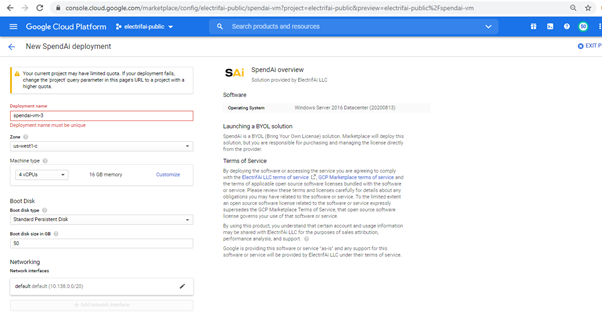 console.cloud.google.com/marketplace/config/electrifai-public/spendai-vm?project=electrifai-public&preview=electrifai-public%2Fspendai-vm
Google Cloud Platform
electrifai-public
Search products and resources
New SpendAi deployment
EXIT P
Your current project may have limited quota. If your deployment fails,
change the 'project' query parameter in this page's URL to a project with a
higher quota.
Deployment name
spendai-vm-3
Deployment name must be unique
Zone
us-west1-c
Machine type
4 vCPUs
16 GB memory
Customize
Boot Disk
Boot disk type
Standard Persistent Disk
Boot disk size in GB
50
Networking
Network interfaces
default default (10.138.0.0/20)
+ Add network interface
SAi
SpendAi overview
Solution provided by ElectrifAi LLC
Software
Operating System
Windows Server 2016 Datacenter (20200813)
Launching a BYOL solution
SpendAi is a BYOL (Bring Your Own License) solution. Marketplace will deploy this
solution, but you are responsible for purchasing and managing the license directly
from the provider.
Terms of Service
By deploying the software or accessing the service you are agreeing to comply
with the ElectrifAi LLC terms of service, GCP Marketplace terms of service and
the terms of applicable open source software licenses bundled with the software
or service. Please review these terms and licenses carefully for details about any
obligations you may have related to the software or service. To the limited extent
an open source software license related to the software or service expressly
supersedes the GCP Marketplace Terms of Service, that open source software
license governs your use of that software or service.
By using this product, you understand that certain account and usage information
may be shared with ElectrifAi LLC for the purposes of sales attribution,
performance analysis, and support.
Google is providing this software or service "as-is" and any support for this
software or service will be provided by ElectrifAi LLC under their terms of service.